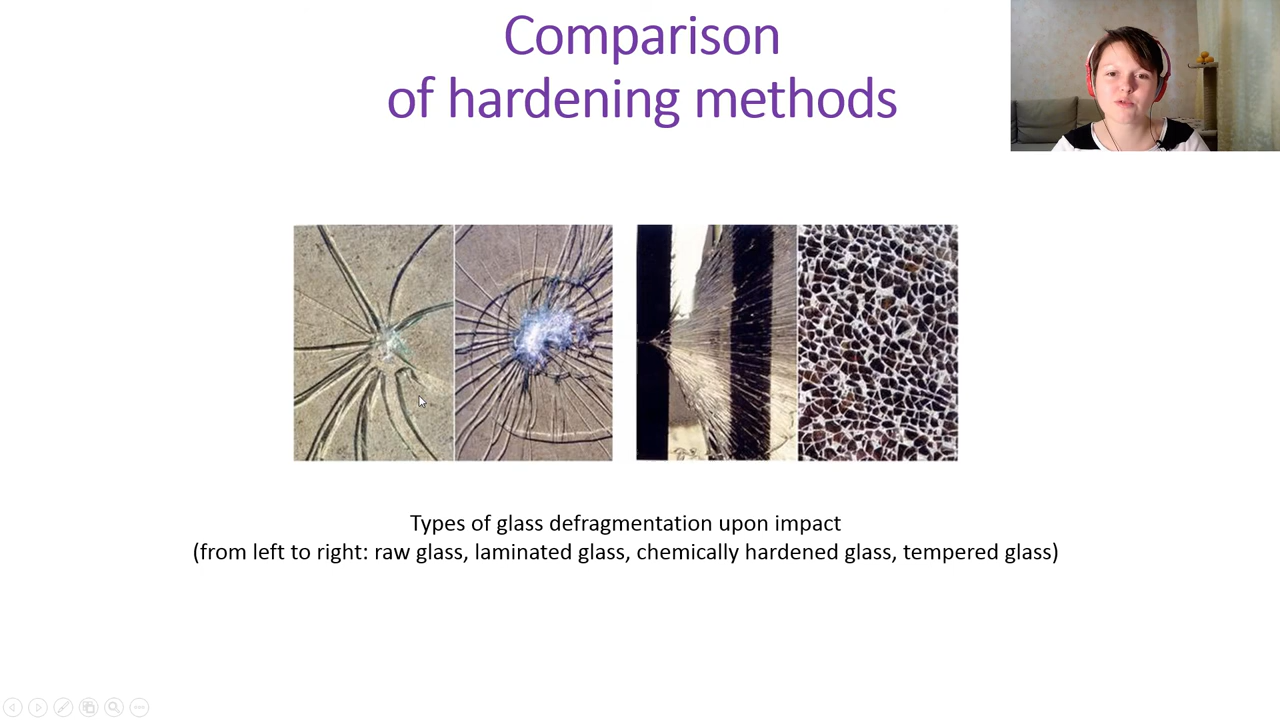 Comparison
of hardening methods
Types of glass defragmentation upon impact
(from left to right: raw glass, laminated glass, chemically hardened glass, tempered glass)